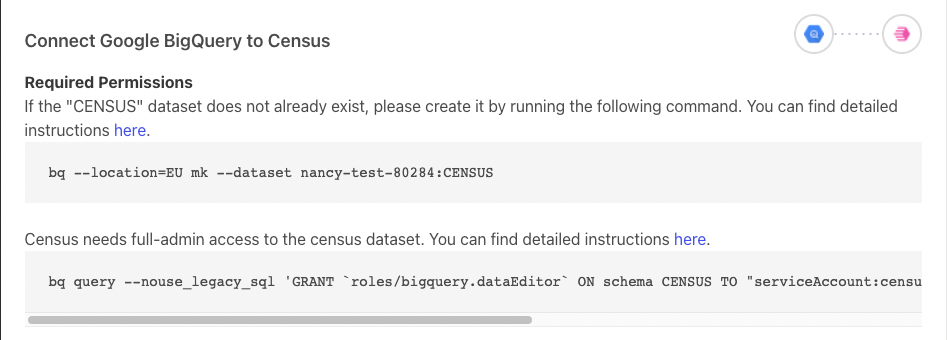 Connect Google BigQuery to Census
Required Permissions
If the "CENSUS" dataset does not already exist, please create it by running the following command. You can find detailed
instructions here.
bq --location=EU mk --dataset nancy-test-80284:CENSUS
Census needs full-admin access to the census dataset. You can find detailed instructions here.
bq query --nouse_legacy_sql 'GRANT `roles/bigquery.dataEditor` ON schema CENSUS TO "serviceAccount:censu